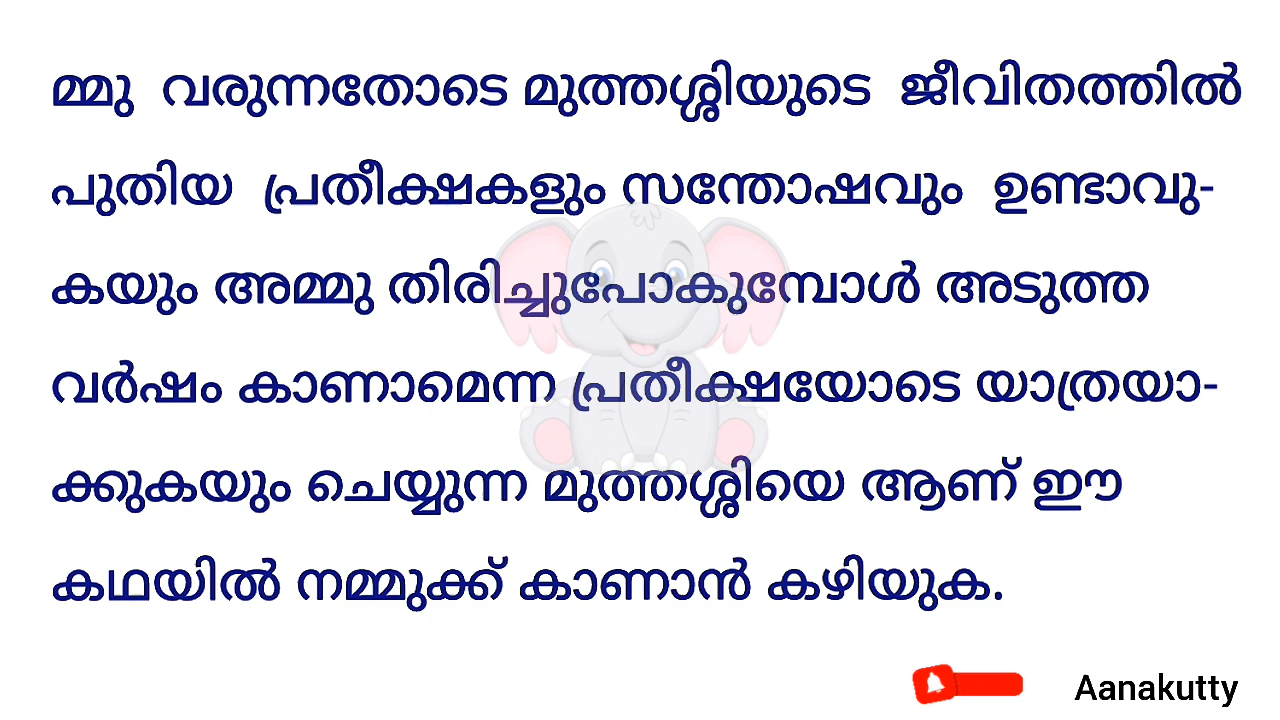 മ്മു വരുന്നതോടെ മുത്തശ്ശിയുടെ ജീവിതത്തിൽ
പുതിയ പ്രതീക്ഷകളും സന്തോഷവും ഉണ്ടാവു-
കയും അമ്മു തിരിച്ചുപോകുമ്പോൾ അടുത്ത
വർഷം കാണാമെന്ന പ്രതീക്ഷയോടെ യാത്രയാ-
ക്കുകയും ചെയ്യുന്ന മുത്തശ്ശിയെ ആണ് ഈ
കഥയിൽ നമ്മുക്ക് കാണാൻ കഴിയുക.
Aanakutty